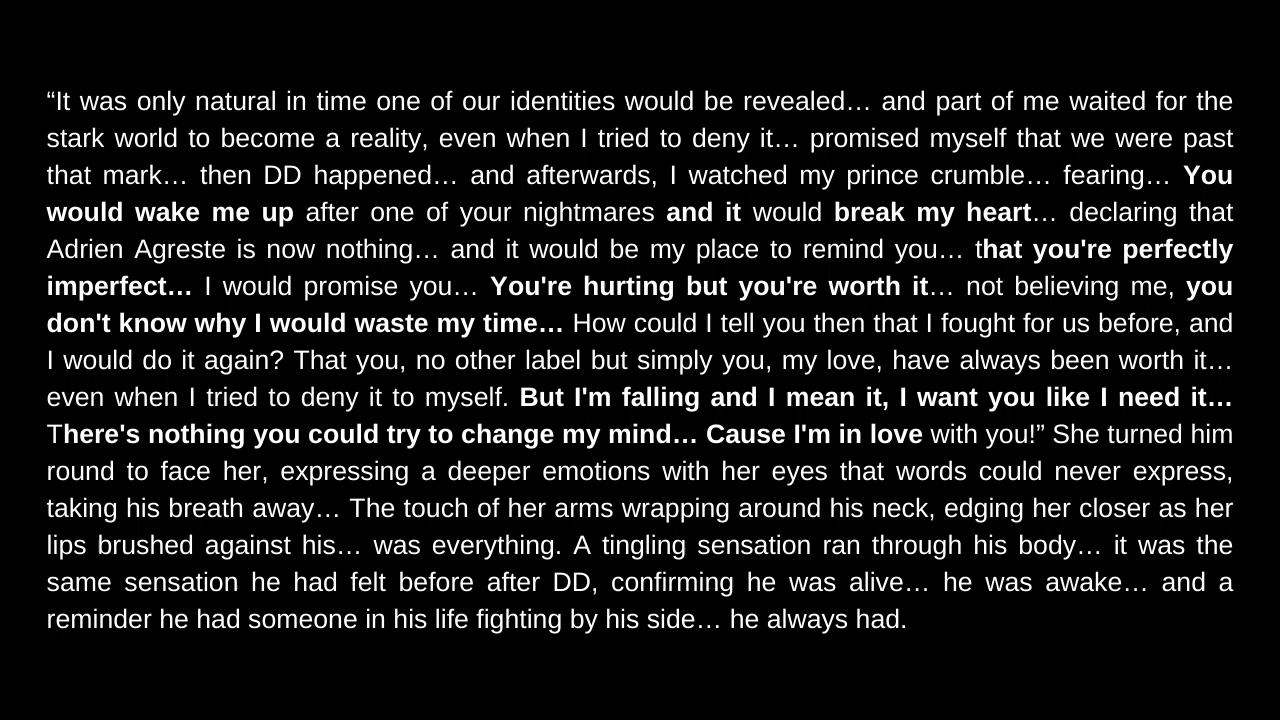 “It was only natural in time one of our identities would be revealed… and part of me waited for the
stark world to become a reality, even when I tried to deny it… promised myself that we were past
that mark… then DD happened… and afterwards, I watched my prince crumble… fearing… You
would wake me up after one of your nightmares and it would break my heart… declaring that
Adrien Agreste is now nothing… and it would be my place to remind you… that you're perfectly
imperfect… I would promise you… You're hurting but you're worth it… not believing me, you
don't know why I would waste my time… How could I tell you then that I fought for us before, and
I would do it again? That you, no other label but simply you, my love, have always been worth it…
even when I tried to deny it to myself. But I'm falling and I mean it, I want you like I need it…
There's nothing you could try to change my mind… Cause I'm in love with you!” She turned him
round to face her, expressing a deeper emotions with her eyes that words could never express,
taking his breath away… The touch of her arms wrapping around his neck, edging her closer as her
lips brushed against his… was everything. A tingling sensation ran through his body… it was the
same sensation he had felt before after DD, confirming he was alive… he was awake… and a
reminder he had someone in his life fighting by his side… he always had.